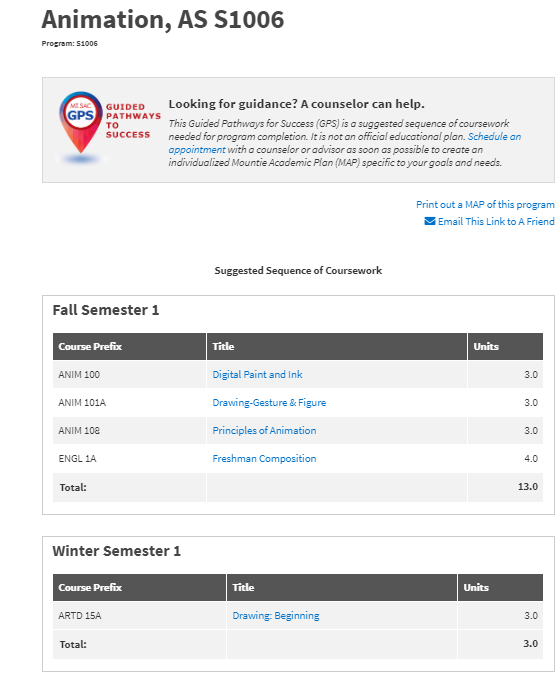 Animation, AS S1006
Program: S1006
MT. SAC
GPS
GUIDED
PATHWAYS
TO
SUCCESS
Looking for guidance? A counselor can help.
This Guided Pathways for Success (GPS) is a suggested sequence of coursework
needed for program completion. It is not an official educational plan. Schedule an
appointment with a counselor or advisor as soon as possible to create an
individualized Mountie Academic Plan (MAP) specific to your goals and needs.
Print out a MAP of this program
Email This Link to A Friend
Suggested Sequence of Coursework
Fall Semester 1
Course Prefix Title Units
ANIM 100 Digital Paint and Ink 3.0
ANIM 101A Drawing-Gesture & Figure 3.0
ANIM 108 Principles of Animation 3.0
ENGL 1A Freshman Composition 4.0
Total: 13.0
Winter Semester 1
Course Prefix Title Units
ARTD 15A Drawing: Beginning 3.0
Total: 3.0